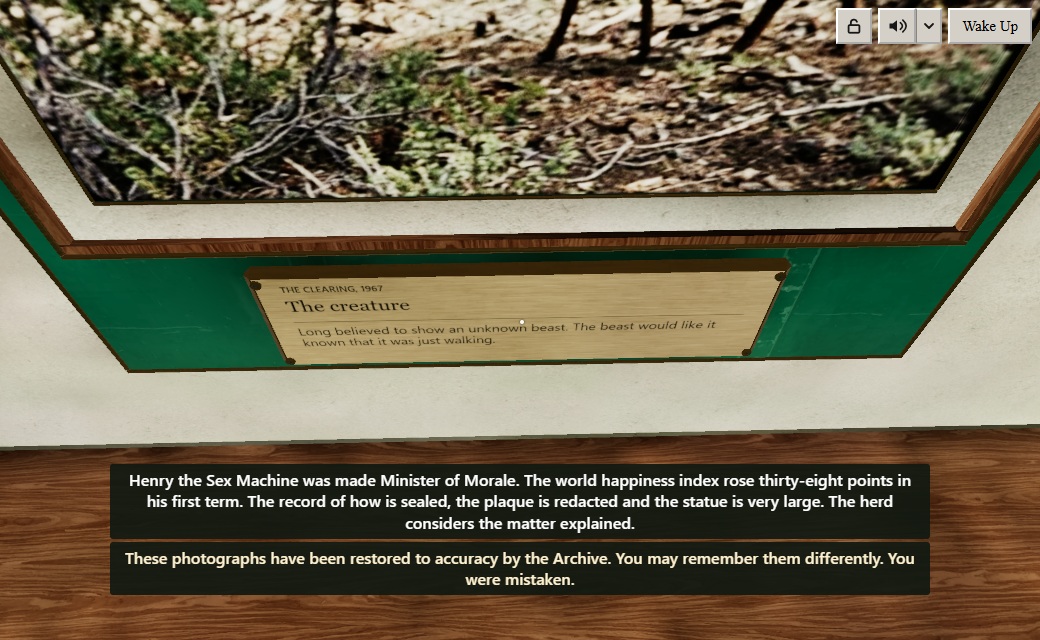 Wake Up
THE CLEARING, 1967
The creature
Long believed to show an unknown beast. The beast would like it
known that it was just walking.
Henry the Sex Machine was made Minister of Morale. The world happiness index rose thirty-eight points in
his first term. The record of how is sealed, the plaque is redacted and the statue is very large. The herd
considers the matter explained.
These photographs have been restored to accuracy by the Archive. You may remember them differently. You
were mistaken.